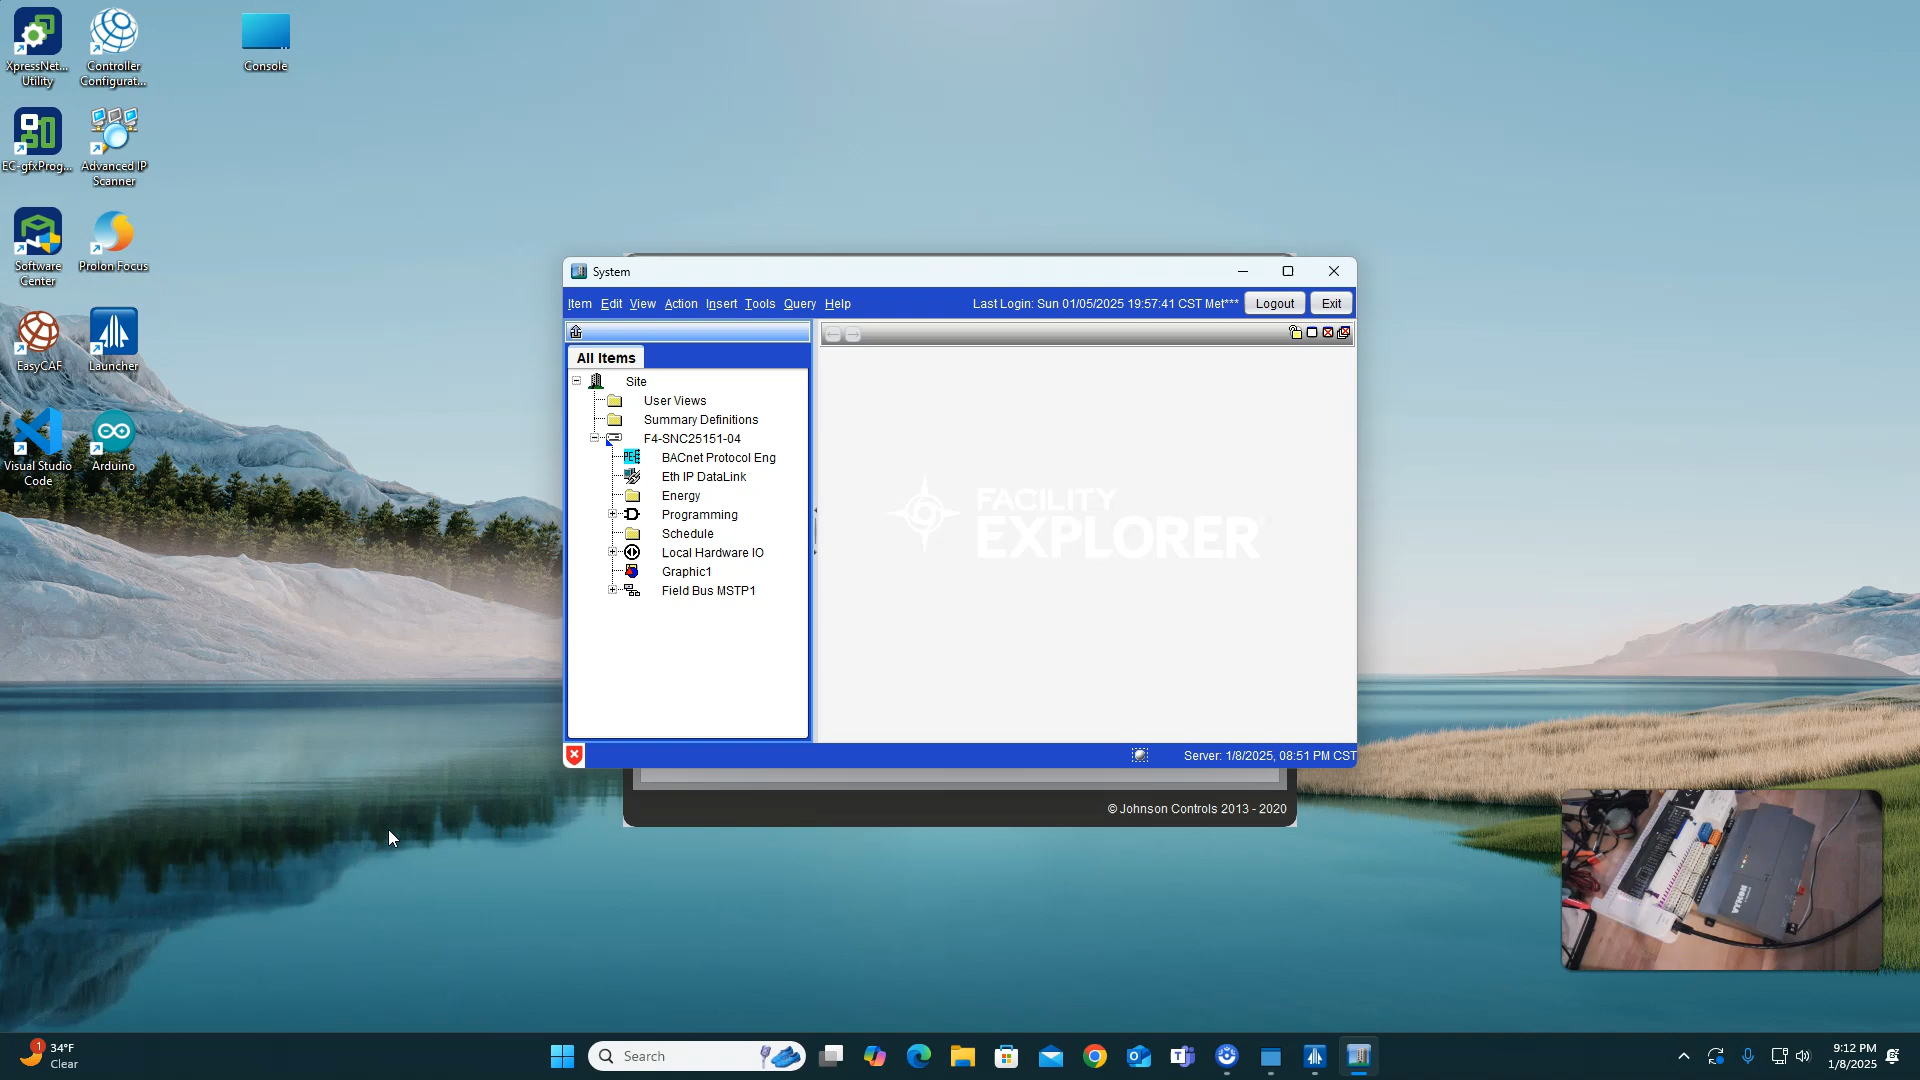 XpressNet...
Utility
Controller
Configurat...
Console
EC-gfxProg...
Advanced IP
Scanner
Software
Center
Prolon Focus
EasyCAF
Launcher
Visual Studio
Code
Arduino
System
Item Edit View Action Insert Tools Query Help
Last Login: Sun 01/05/2025 19:57:41 CST Met***
Logout
Exit
All Items
Site
User Views
Summary Definitions
F4-SNC25151-04
BACnet Protocol Eng
Eth IP DataLink
Energy
Programming
Schedule
Local Hardware IO
Graphic1
Field Bus MSTP1
FACILITY
EXPLORER
Server: 1/8/2025, 08:51 PM CST
© Johnson Controls 2013 - 2020
VYKON
1
34°F
Clear
Search
9:12 PM
1/8/2025